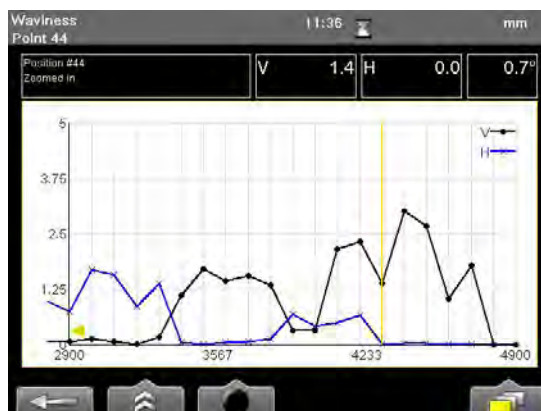 Waviness 11:36 mm
Point 44
Position #44
Zoomed in
V 1.4 H 0.0 0.7°
5
V
H
3.75
2.5
1.25
0
2900 3567 4233 4900